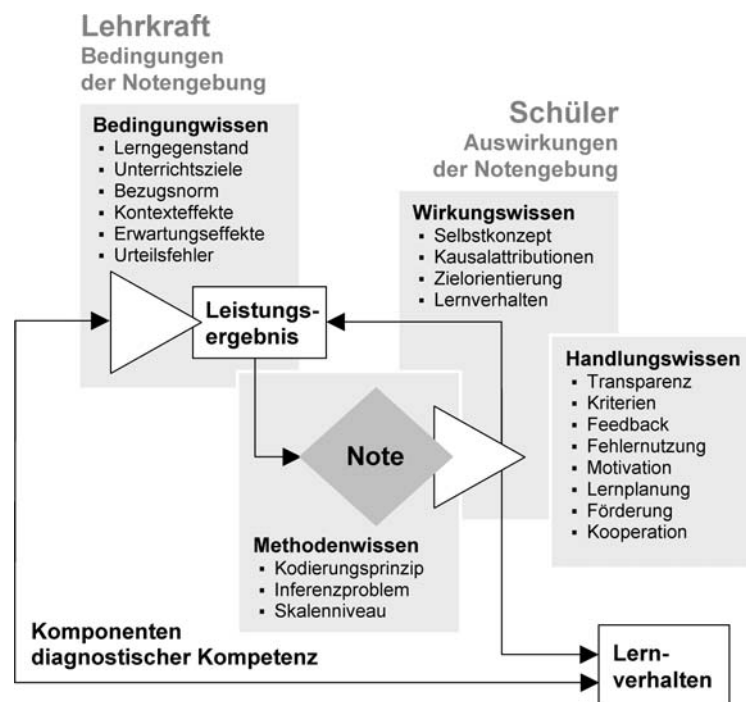 Lehrkraft
Bedingungen
der Notengebung
Bedingungwissen
▪ Lerngegenstand
▪ Unterrichtsziele
▪ Bezugsnorm
▪ Kontexteffekte
▪ Erwartungseffekte
▪ Urteilsfehler
Leistungs-
ergebnis
Schüler
Auswirkungen
der Notengebung
Wirkungswissen
▪ Selbstkonzept
▪ Kausalattributionen
▪ Zielorientierung
▪ Lernverhalten
Handlungswissen
▪ Transparenz
▪ Kriterien
▪ Feedback
▪ Fehlernutzung
▪ Motivation
▪ Lernplanung
▪ Förderung
▪ Kooperation
Note
Methodenwissen
▪ Kodierungsprinzip
▪ Inferenzproblem
▪ Skalenniveau
Komponenten
diagnostischer Kompetenz
Lern-
verhalten